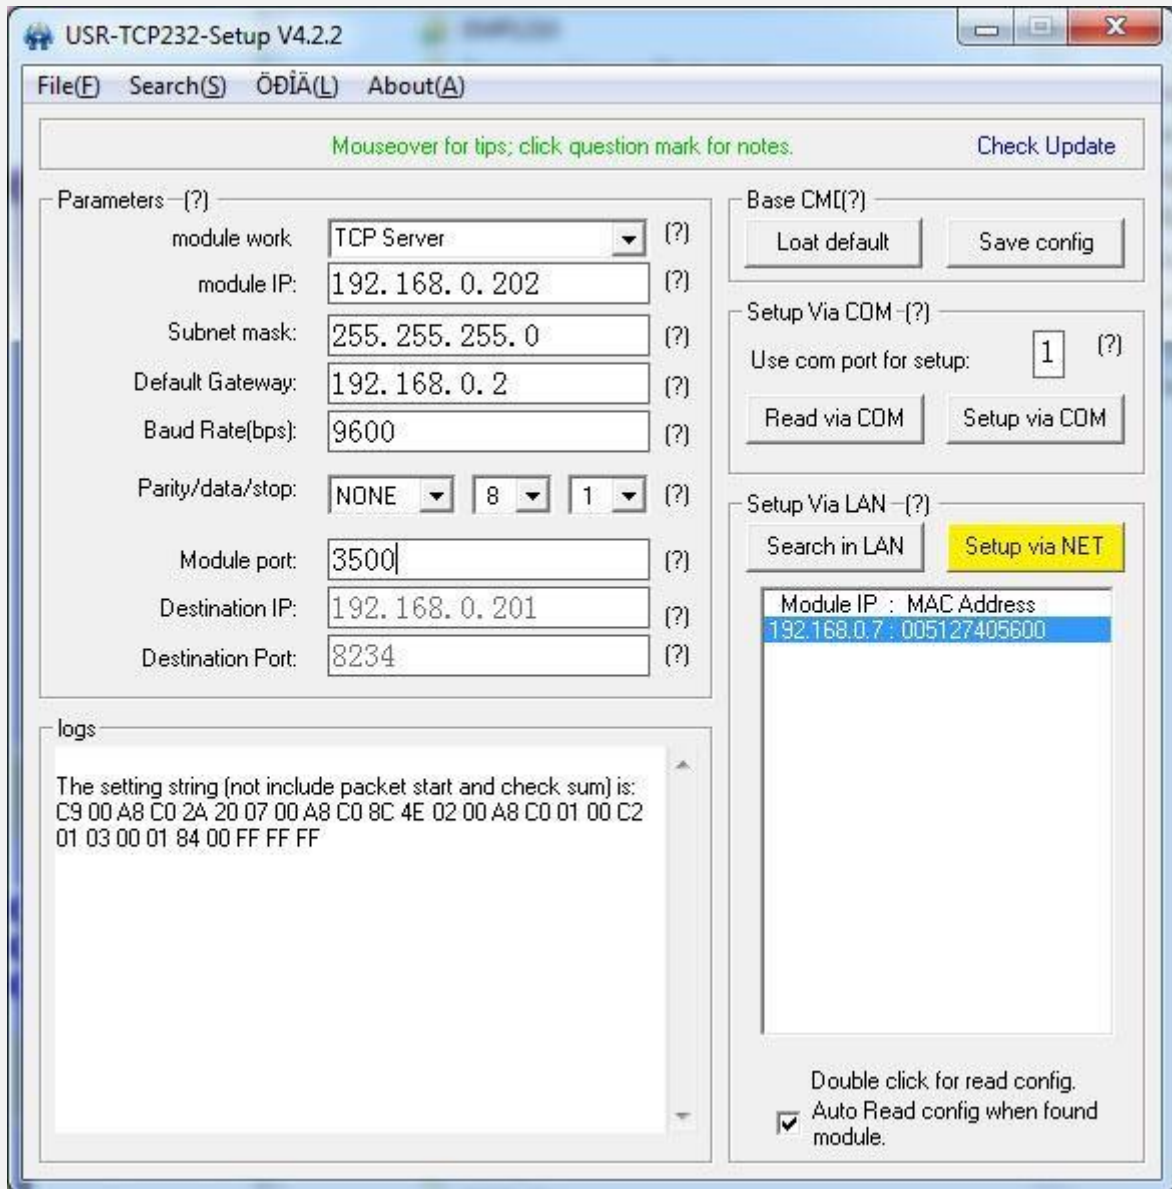 USR-TCP232-Setup V4.2.2
File(F) Search(S) ÖÐÎÄ(L) About(A)
Mouseover for tips; click question mark for notes.
Check Update
Parameters (?)
module work TCP Server (?)
module IP: 192.168.0.202 (?)
Subnet mask: 255.255.255.0 (?)
Default Gateway: 192.168.0.2 (?)
Baud Rate(bps): 9600 (?)
Parity/data/stop: NONE 8 1 (?)
Module port: 3500 (?)
Destination IP: 192.168.0.201 (?)
Destination Port: 8234 (?)
logs
The setting string (not include packet start and check sum) is:
C9 00 A8 C0 2A 20 07 00 A8 C0 8C 4E 02 00 A8 C0 01 00 C2
01 03 00 01 84 00 FF FF FF
Base CMD(?)
Loat default Save config
Setup Via COM (?)
Use com port for setup: 1 (?)
Read via COM Setup via COM
Setup Via LAN (?)
Search in LAN Setup via NET
Module IP : MAC Address
192.168.0.7 : 005127405600
Double click for read config.
Auto Read config when found
module.